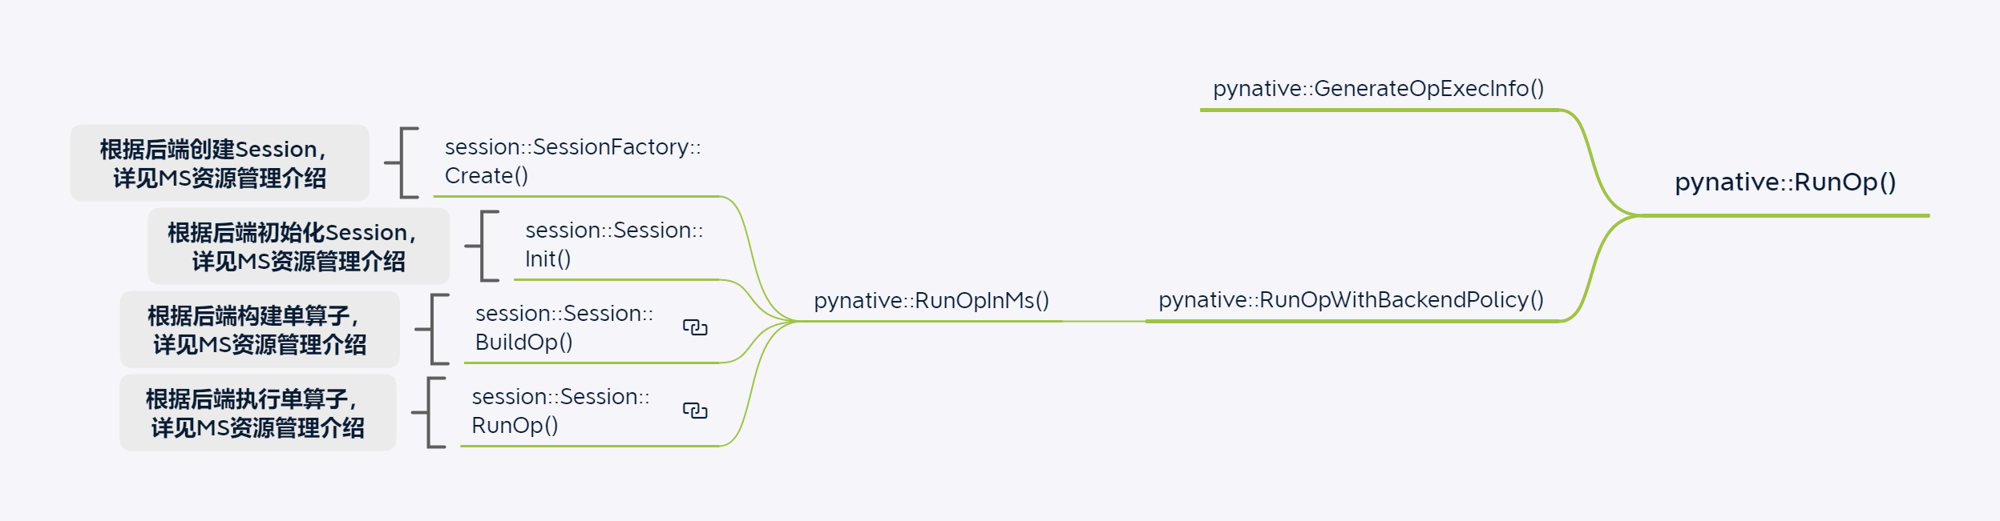 pynative::GenerateOpExecInfo()
根据后端创建Session，
详见MS资源管理介绍
session::SessionFactory::
Create()
pynative::RunOp()
根据后端初始化Session，
详见MS资源管理介绍
session::Session::
Init()
pynative::RunOpInMs()
pynative::RunOpWithBackendPolicy()
根据后端构建单算子，
详见MS资源管理介绍
session::Session::
BuildOp()
根据后端执行单算子，
详见MS资源管理介绍
session::Session::
RunOp()